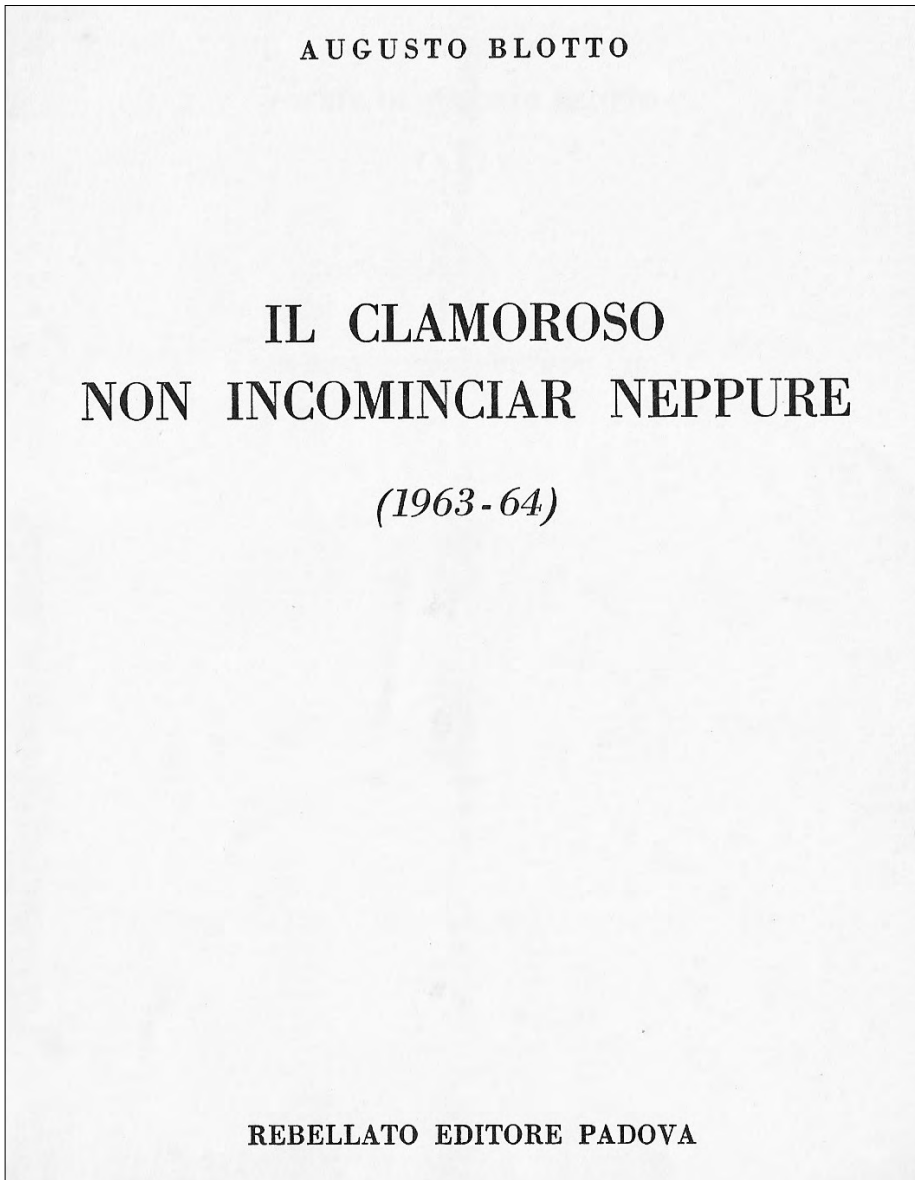 AUGUSTO BLOTTO
IL CLAMOROSO
NON INCOMINCIAR NEPPURE
(1963-64)
REBELLATO EDITORE PADOVA